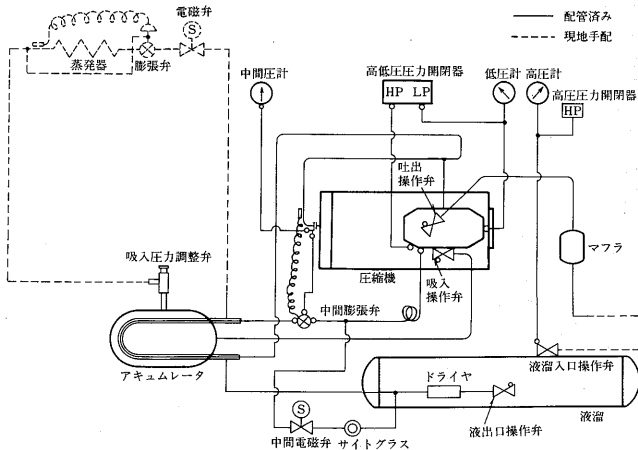 電磁弁
S
蒸発器
膨張弁
配管済み
現地手配
中間圧計
高低圧圧力開閉器
HP LP
低圧計
高圧計
高圧圧力開閉器
HP
吐出
操作弁
マフラ
圧縮機
吸入
操作弁
吸入圧力調整弁
中間膨張弁
アキュムレータ
液溜入口操作弁
ドライヤ
液溜
液出口操作弁
S
中間電磁弁
サイトグラス